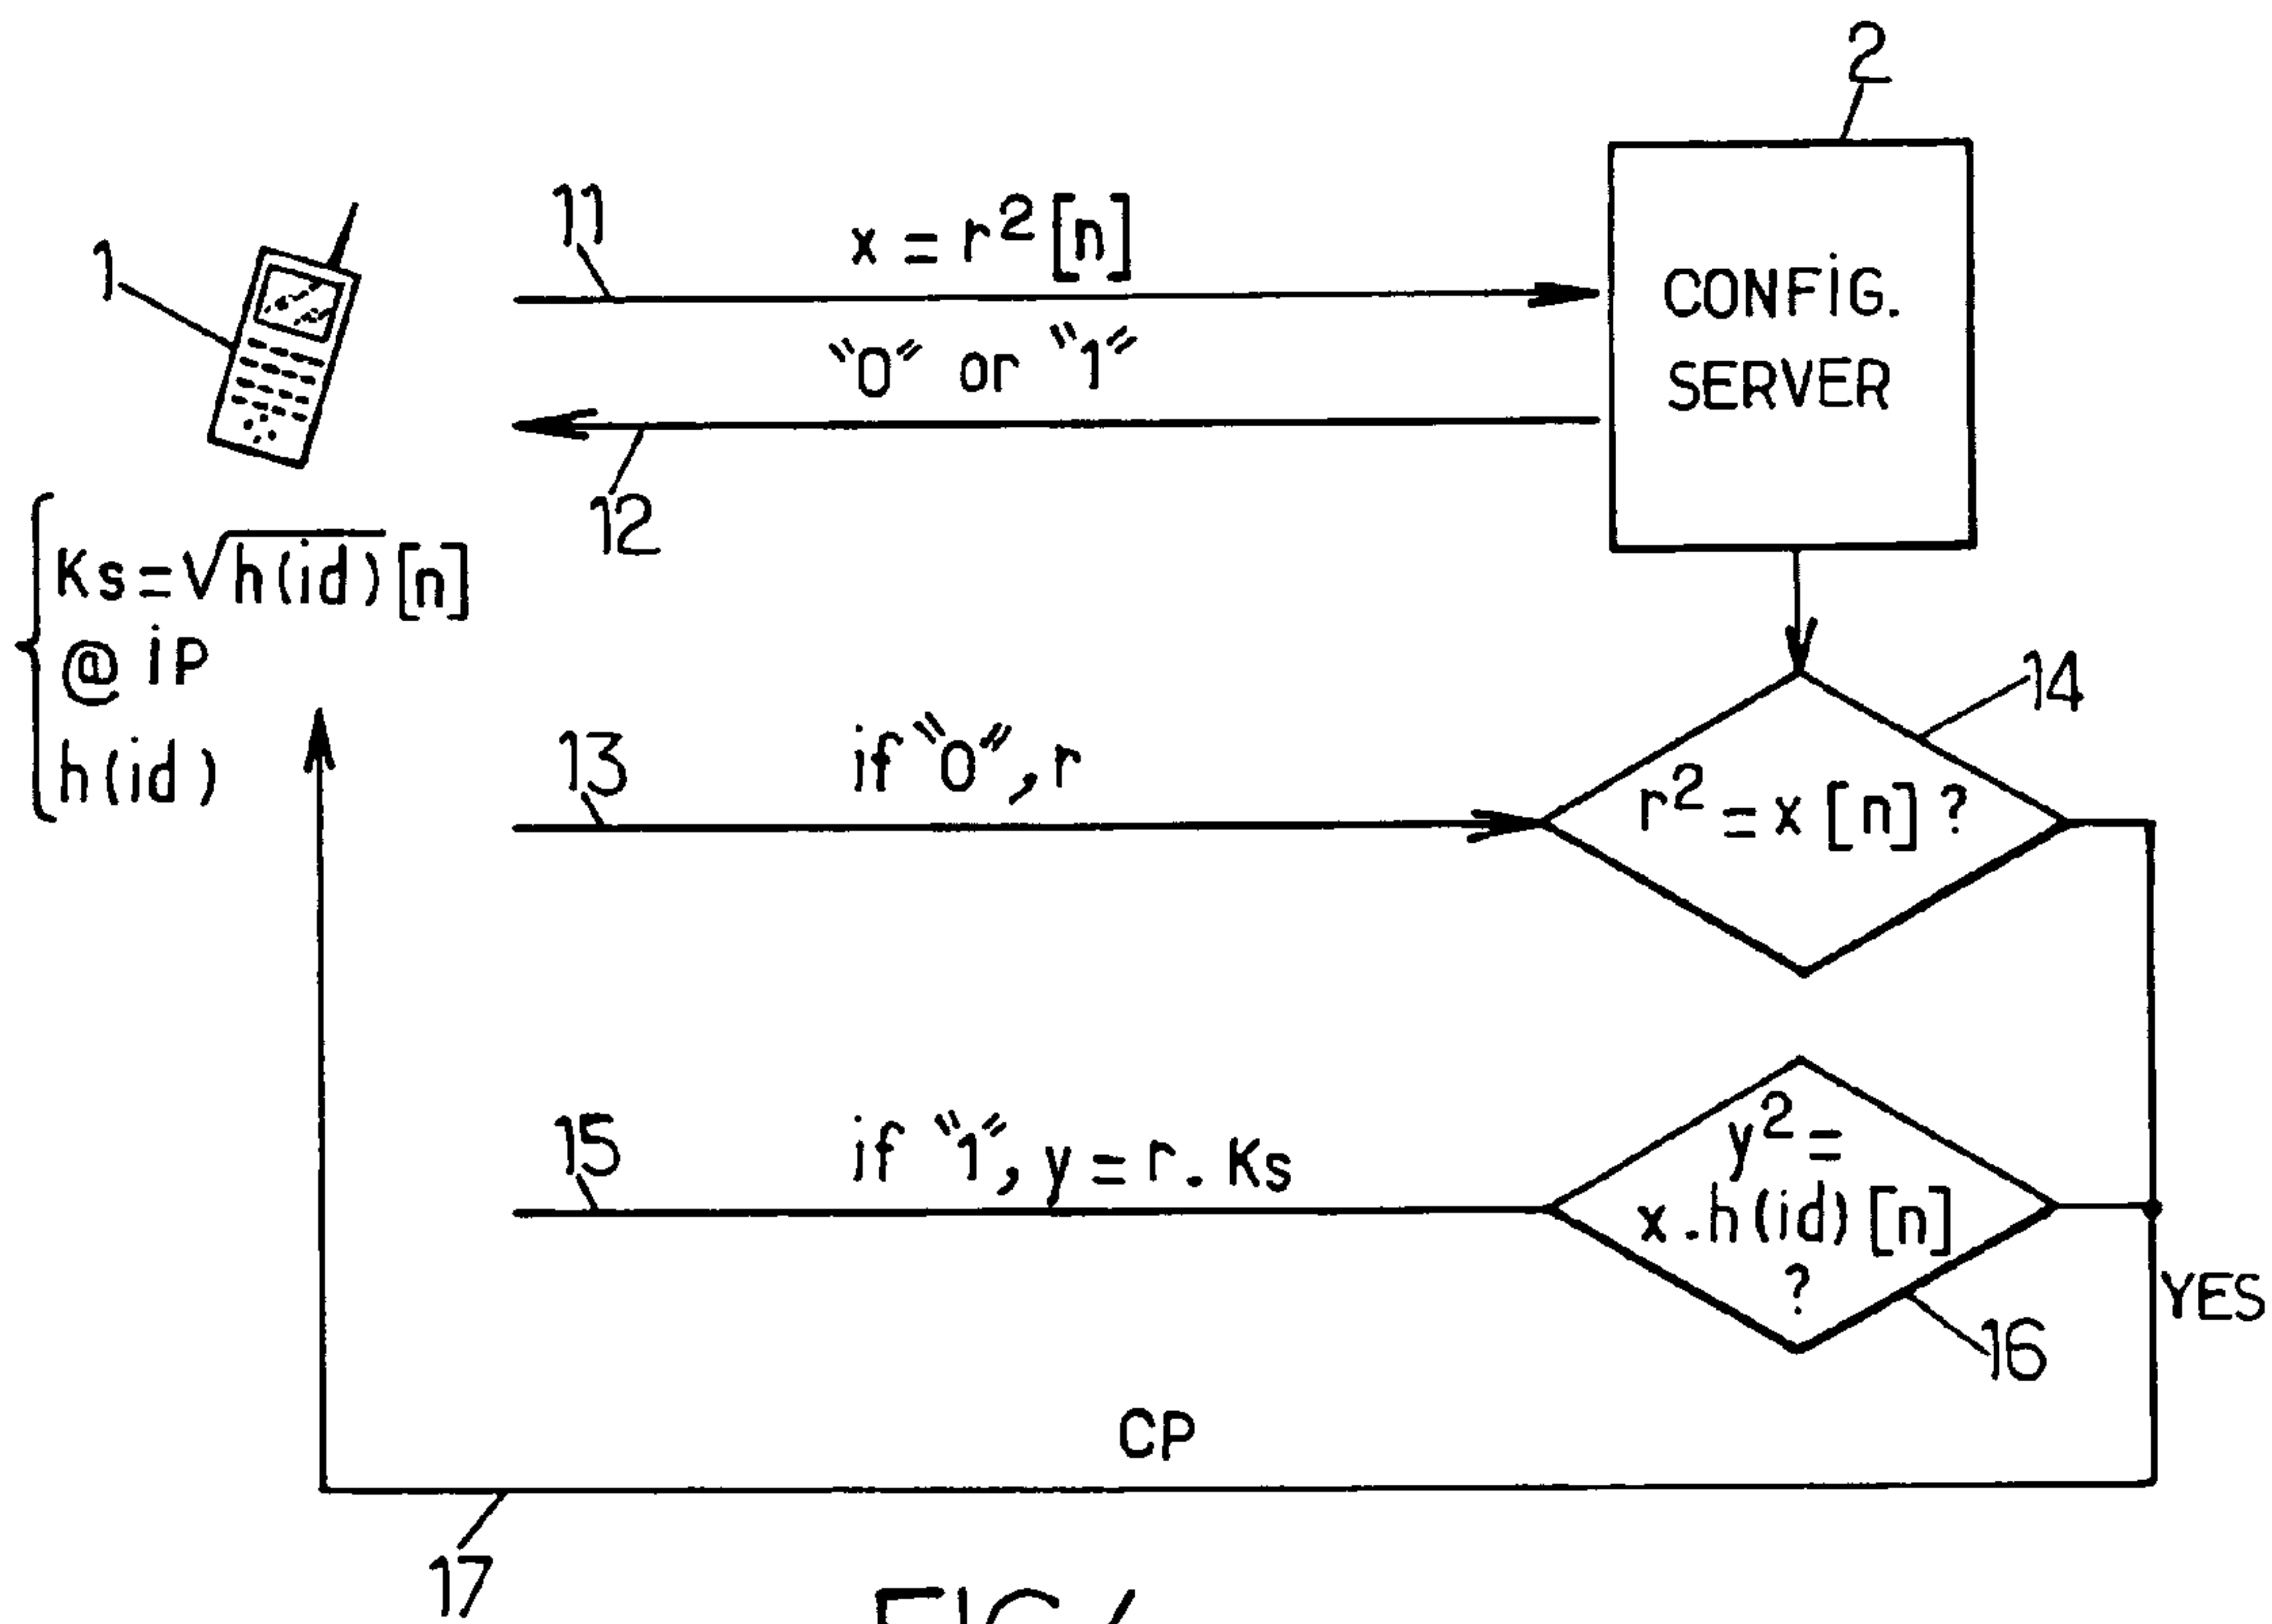 2
11
x = r² [n]
1
CONFiG.
SERVER
"0" or "1"
12
Ks = √h(id) [n]
@ iP
h(id)
14
13
if "0", r
r² = x [n] ?
15
if "1", y = r. Ks
y² =
x.h(id) [n]
?
YES
16
CP
17